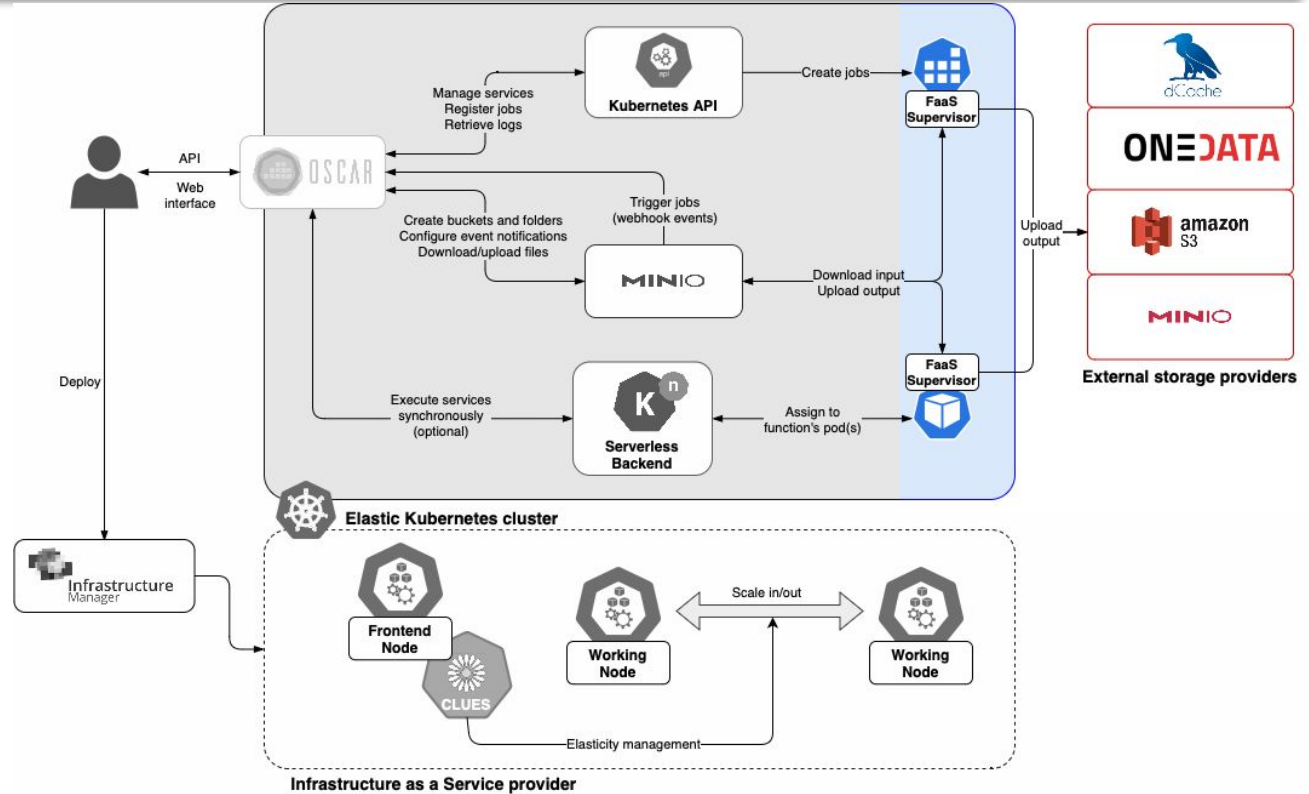 api
Kubernetes API
Create jobs
FaaS
Supervisor
dCache
ONEDATA
amazon
S3
MINIO
External storage providers
Manage services
Register jobs
Retrieve logs
API
Web
interface
OSCAR
Trigger jobs
(webhook events)
Create buckets and folders
Configure event notifications
Download/upload files
MINIO
Download input
Upload output
Upload
output
FaaS
Supervisor
Deploy
Execute services
synchronously
(optional)
K
n
Serverless
Backend
Assign to
function's pod(s)
Elastic Kubernetes cluster
Infrastructure
Manager
Frontend
Node
CLUES
Working
Node
Scale in/out
Working
Node
Elasticity management
Infrastructure as a Service provider